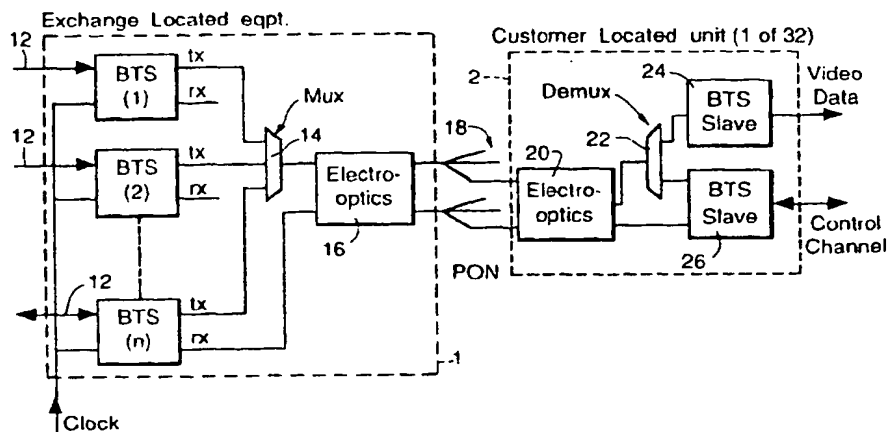 Exchange Located eqpt.
12
BTS
(1)
tx
rx
Mux
14
12
BTS
(2)
tx
rx
Electro-
optics
16
12
BTS
(n)
tx
rx
1
Clock
18
PON
Customer Located unit (1 of 32)
2
Demux
22
24
BTS
Slave
Video
Data
20
Electro-
optics
BTS
Slave
26
Control
Channel